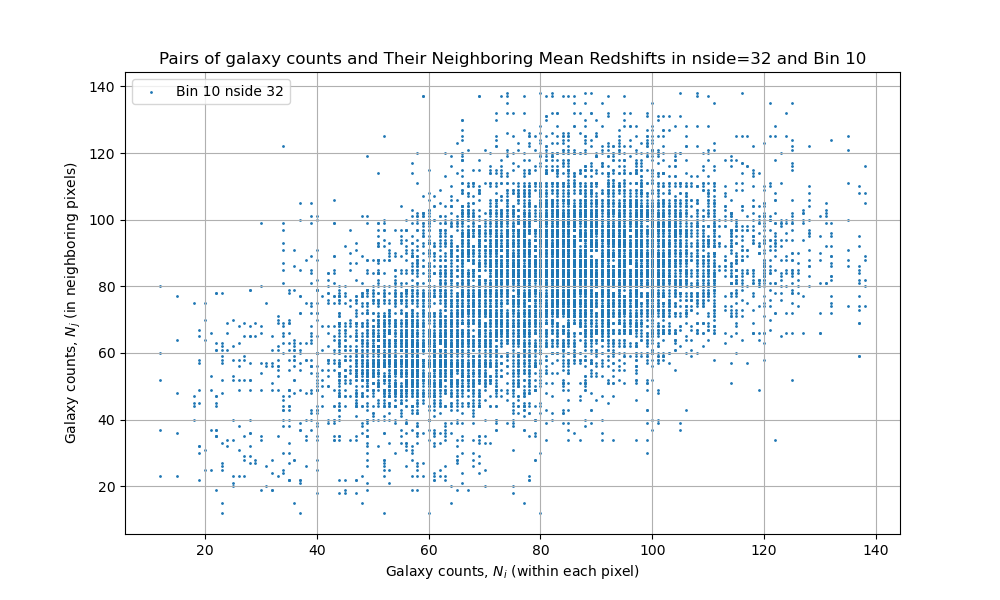 Pairs of galaxy counts and Their Neighboring Mean Redshifts in nside=32 and Bin 10
Bin 10 nside 32
Galaxy counts, N_j (in neighboring pixels)
140
120
100
80
60
40
20
20 40 60 80 100 120 140
Galaxy counts, N_i (within each pixel)